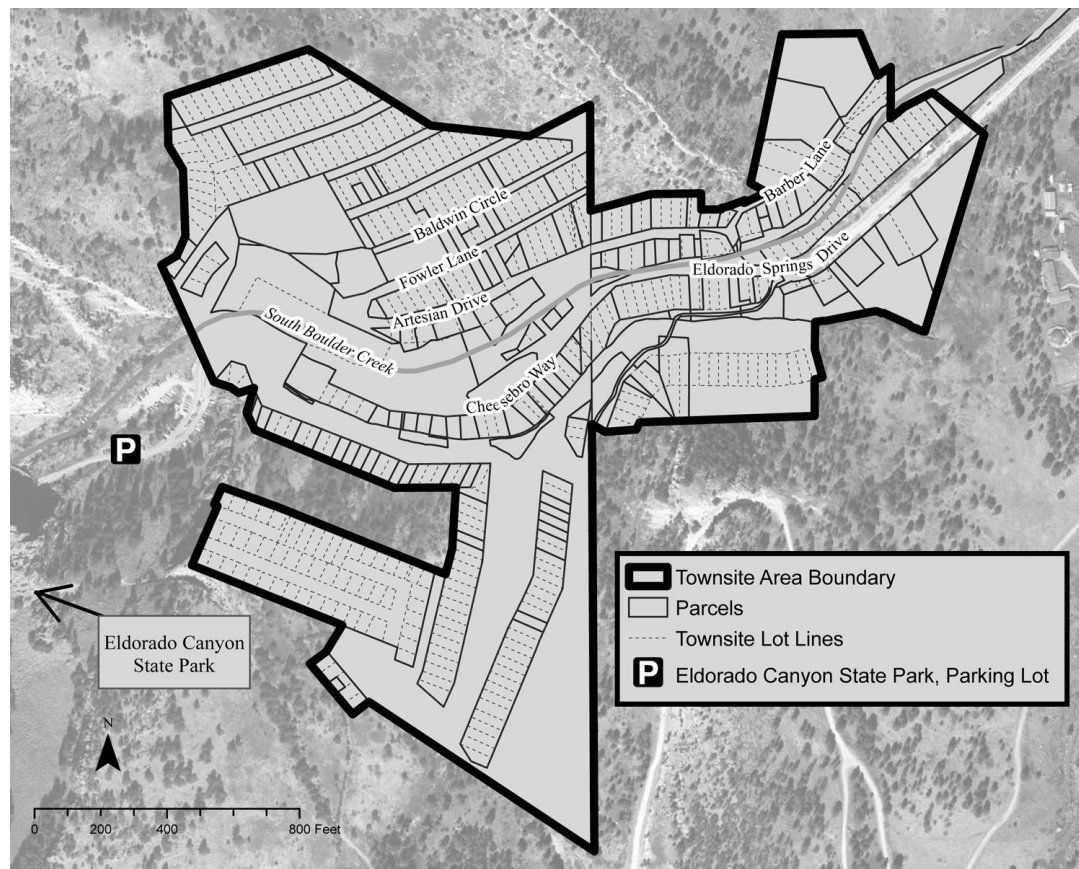 Barber Lane
Baldwin Circle
Fowler Lane
Eldorado Springs Drive
Artesian Drive
South Boulder Creek
Cheesebro Way
P
Townsite Area Boundary
Parcels
Townsite Lot Lines
P Eldorado Canyon State Park, Parking Lot
Eldorado Canyon
State Park
N
0 200 400 800 Feet